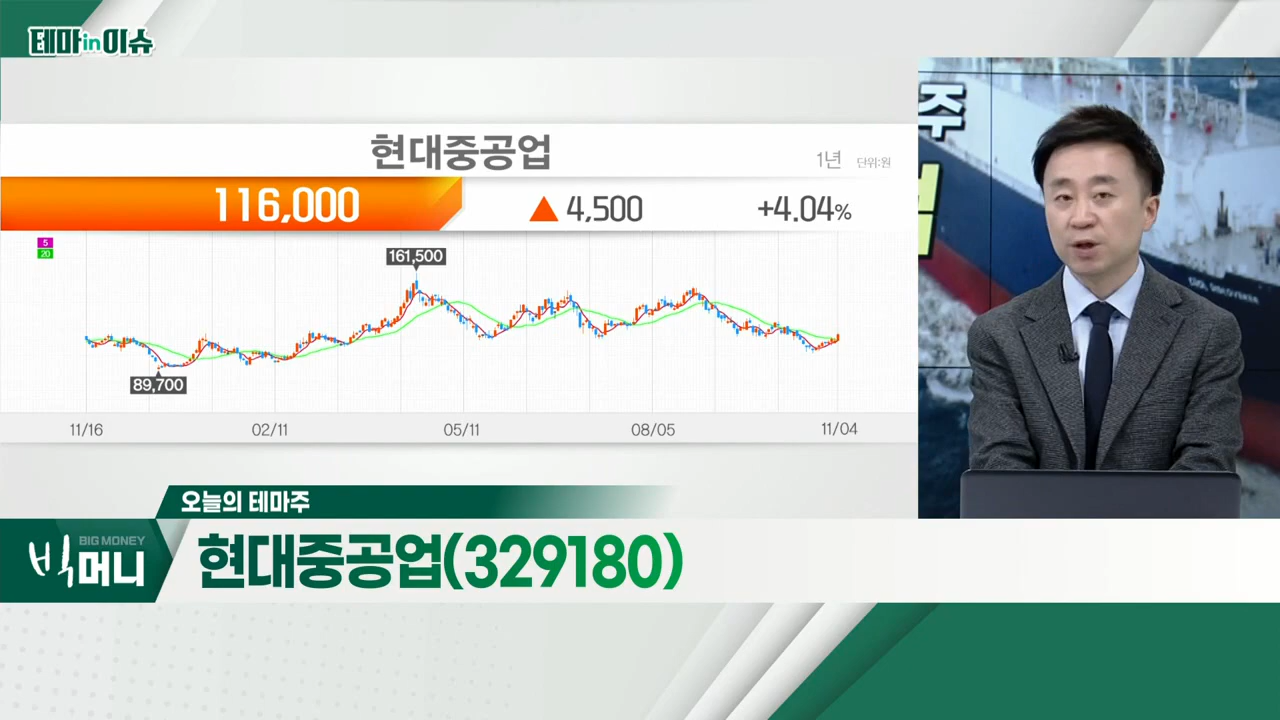 테마in이슈
현대중공업
1년 단위:원
116,000 ▲ 4,500 +4.04%
5
20
161,500
89,700
11/16 02/11 05/11 08/05 11/04
주
오늘의 테마주
BIG MONEY
빅머니
현대중공업(329180)